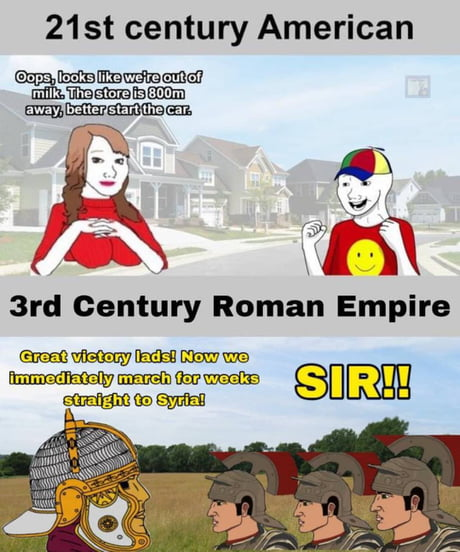 21st century American
Oops, looks like we're out of
milk. The store is 800m
away, better start the car.
3rd Century Roman Empire
Great victory lads! Now we
immediately march for weeks
straight to Syria!
SIR!!